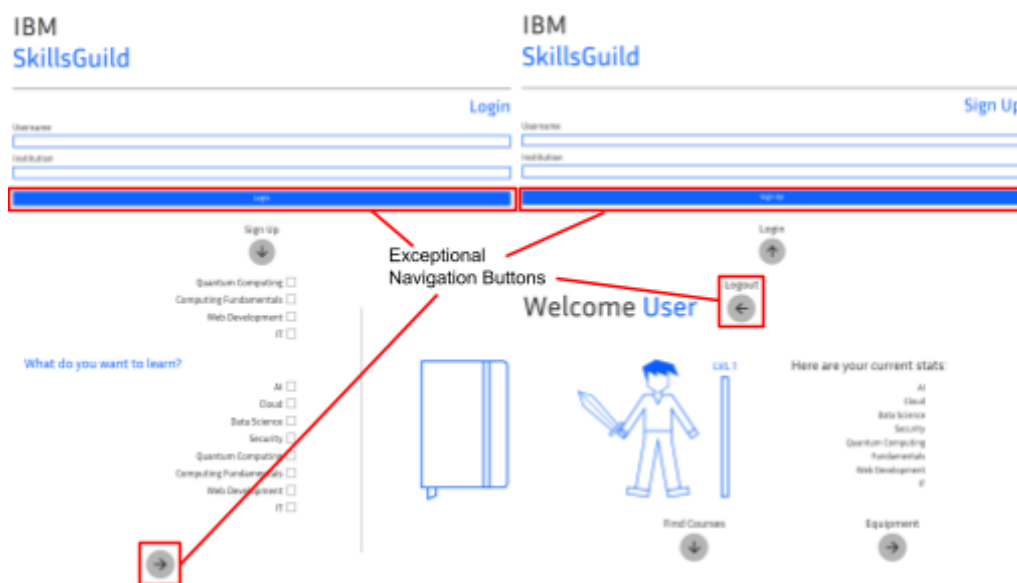 IBM
SkillsGuild
Login
Username
Institution
Login
Sign Up
Quantum Computing
Computing Fundamentals
Web Development
IT
What do you want to learn?
AI
Cloud
Data Science
Security
Quantum Computing
Computing Fundamentals
Web Development
IT
IBM
SkillsGuild
Sign Up
Username
Institution
Sign Up
Login
Exceptional
Navigation Buttons
Logout
Welcome User
LVL 1
Here are your current stats:
AI
Cloud
Data Science
Security
Quantum Computing
Fundamentals
Web Development
IT
Find Courses
Equipment